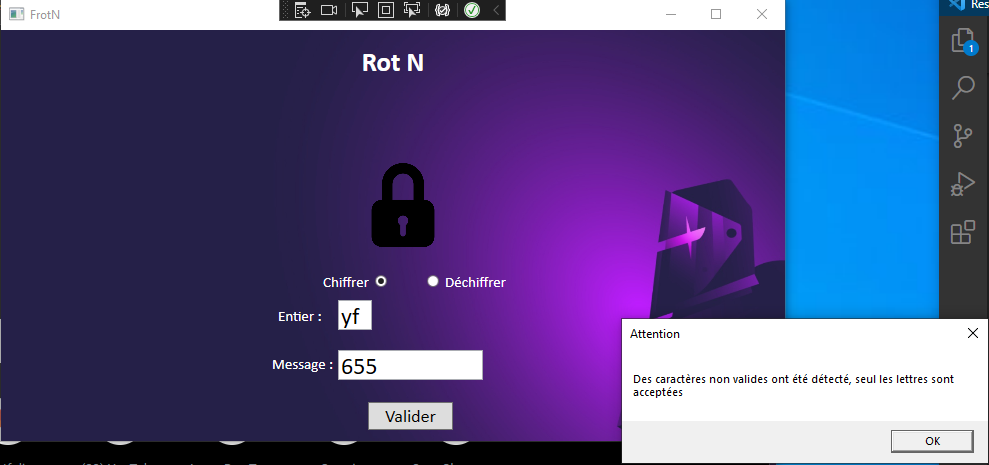 FrotN
Res
1
Rot N
Chiffrer
Déchiffrer
Entier :
yf
Message :
655
Valider
Attention
Des caractères non valides ont été détecté, seul les lettres sont
acceptées
OK